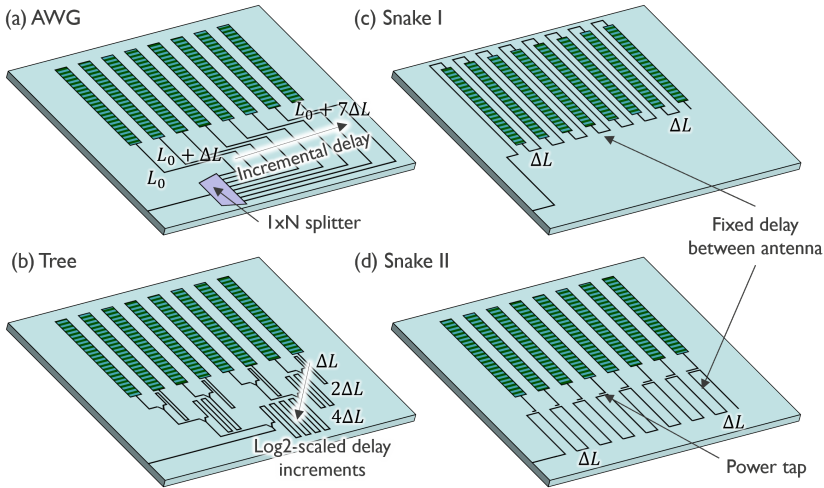 (a) AWG
L₀ + 7ΔL
L₀ + ΔL
Incremental delay
L₀
1xN splitter
(c) Snake I
ΔL
ΔL
Fixed delay
between antenna
(b) Tree
ΔL
2ΔL
4ΔL
Log2-scaled delay
increments
(d) Snake II
ΔL
ΔL
Power tap